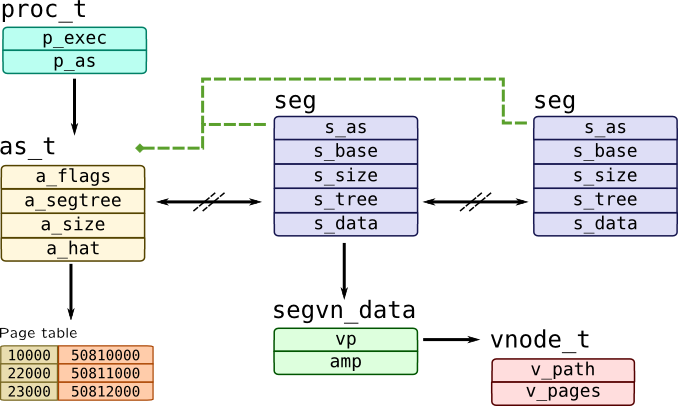 proc_t
p_exec
p_as
as_t
a_flags
a_segtree
a_size
a_hat
Page table
10000 50810000
22000 50811000
23000 50812000
seg
s_as
s_base
s_size
s_tree
s_data
seg
s_as
s_base
s_size
s_tree
s_data
segvn_data
vp
amp
vnode_t
v_path
v_pages